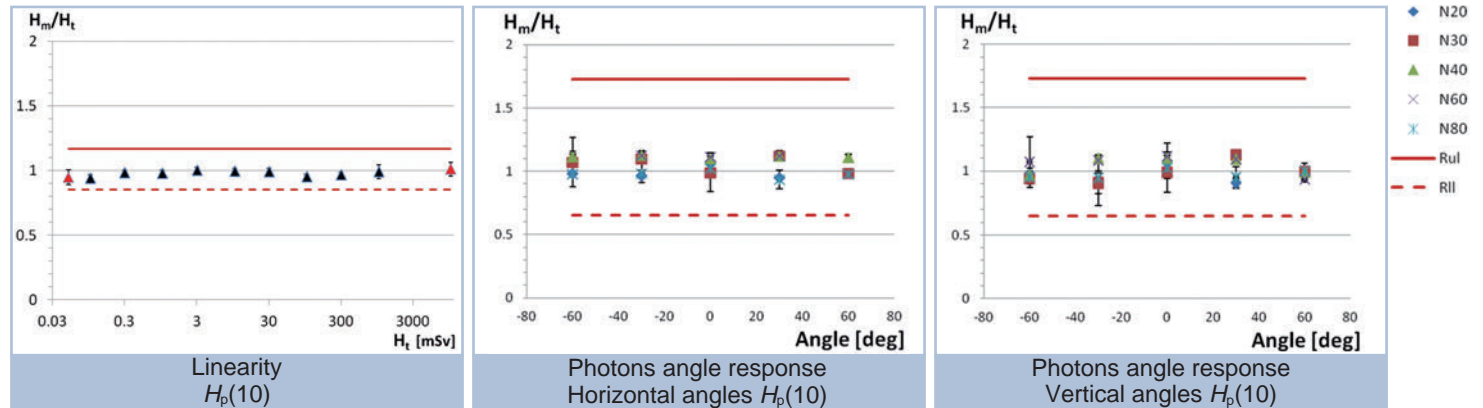 Hm/Ht
2
1.5
1
0.5
0
0.03 0.3 3 30 300 3000
Ht [mSv]
Linearity
Hp(10)
Hm/Ht
2
1.5
1
0.5
0
-80 -60 -40 -20 0 20 40 60 80
Angle [deg]
Photons angle response
Horizontal angles Hp(10)
Hm/Ht
2
1.5
1
0.5
0
-80 -60 -40 -20 0 20 40 60 80
Angle [deg]
Photons angle response
Vertical angles Hp(10)
N20
N30
N40
N60
N80
Rul
Rll